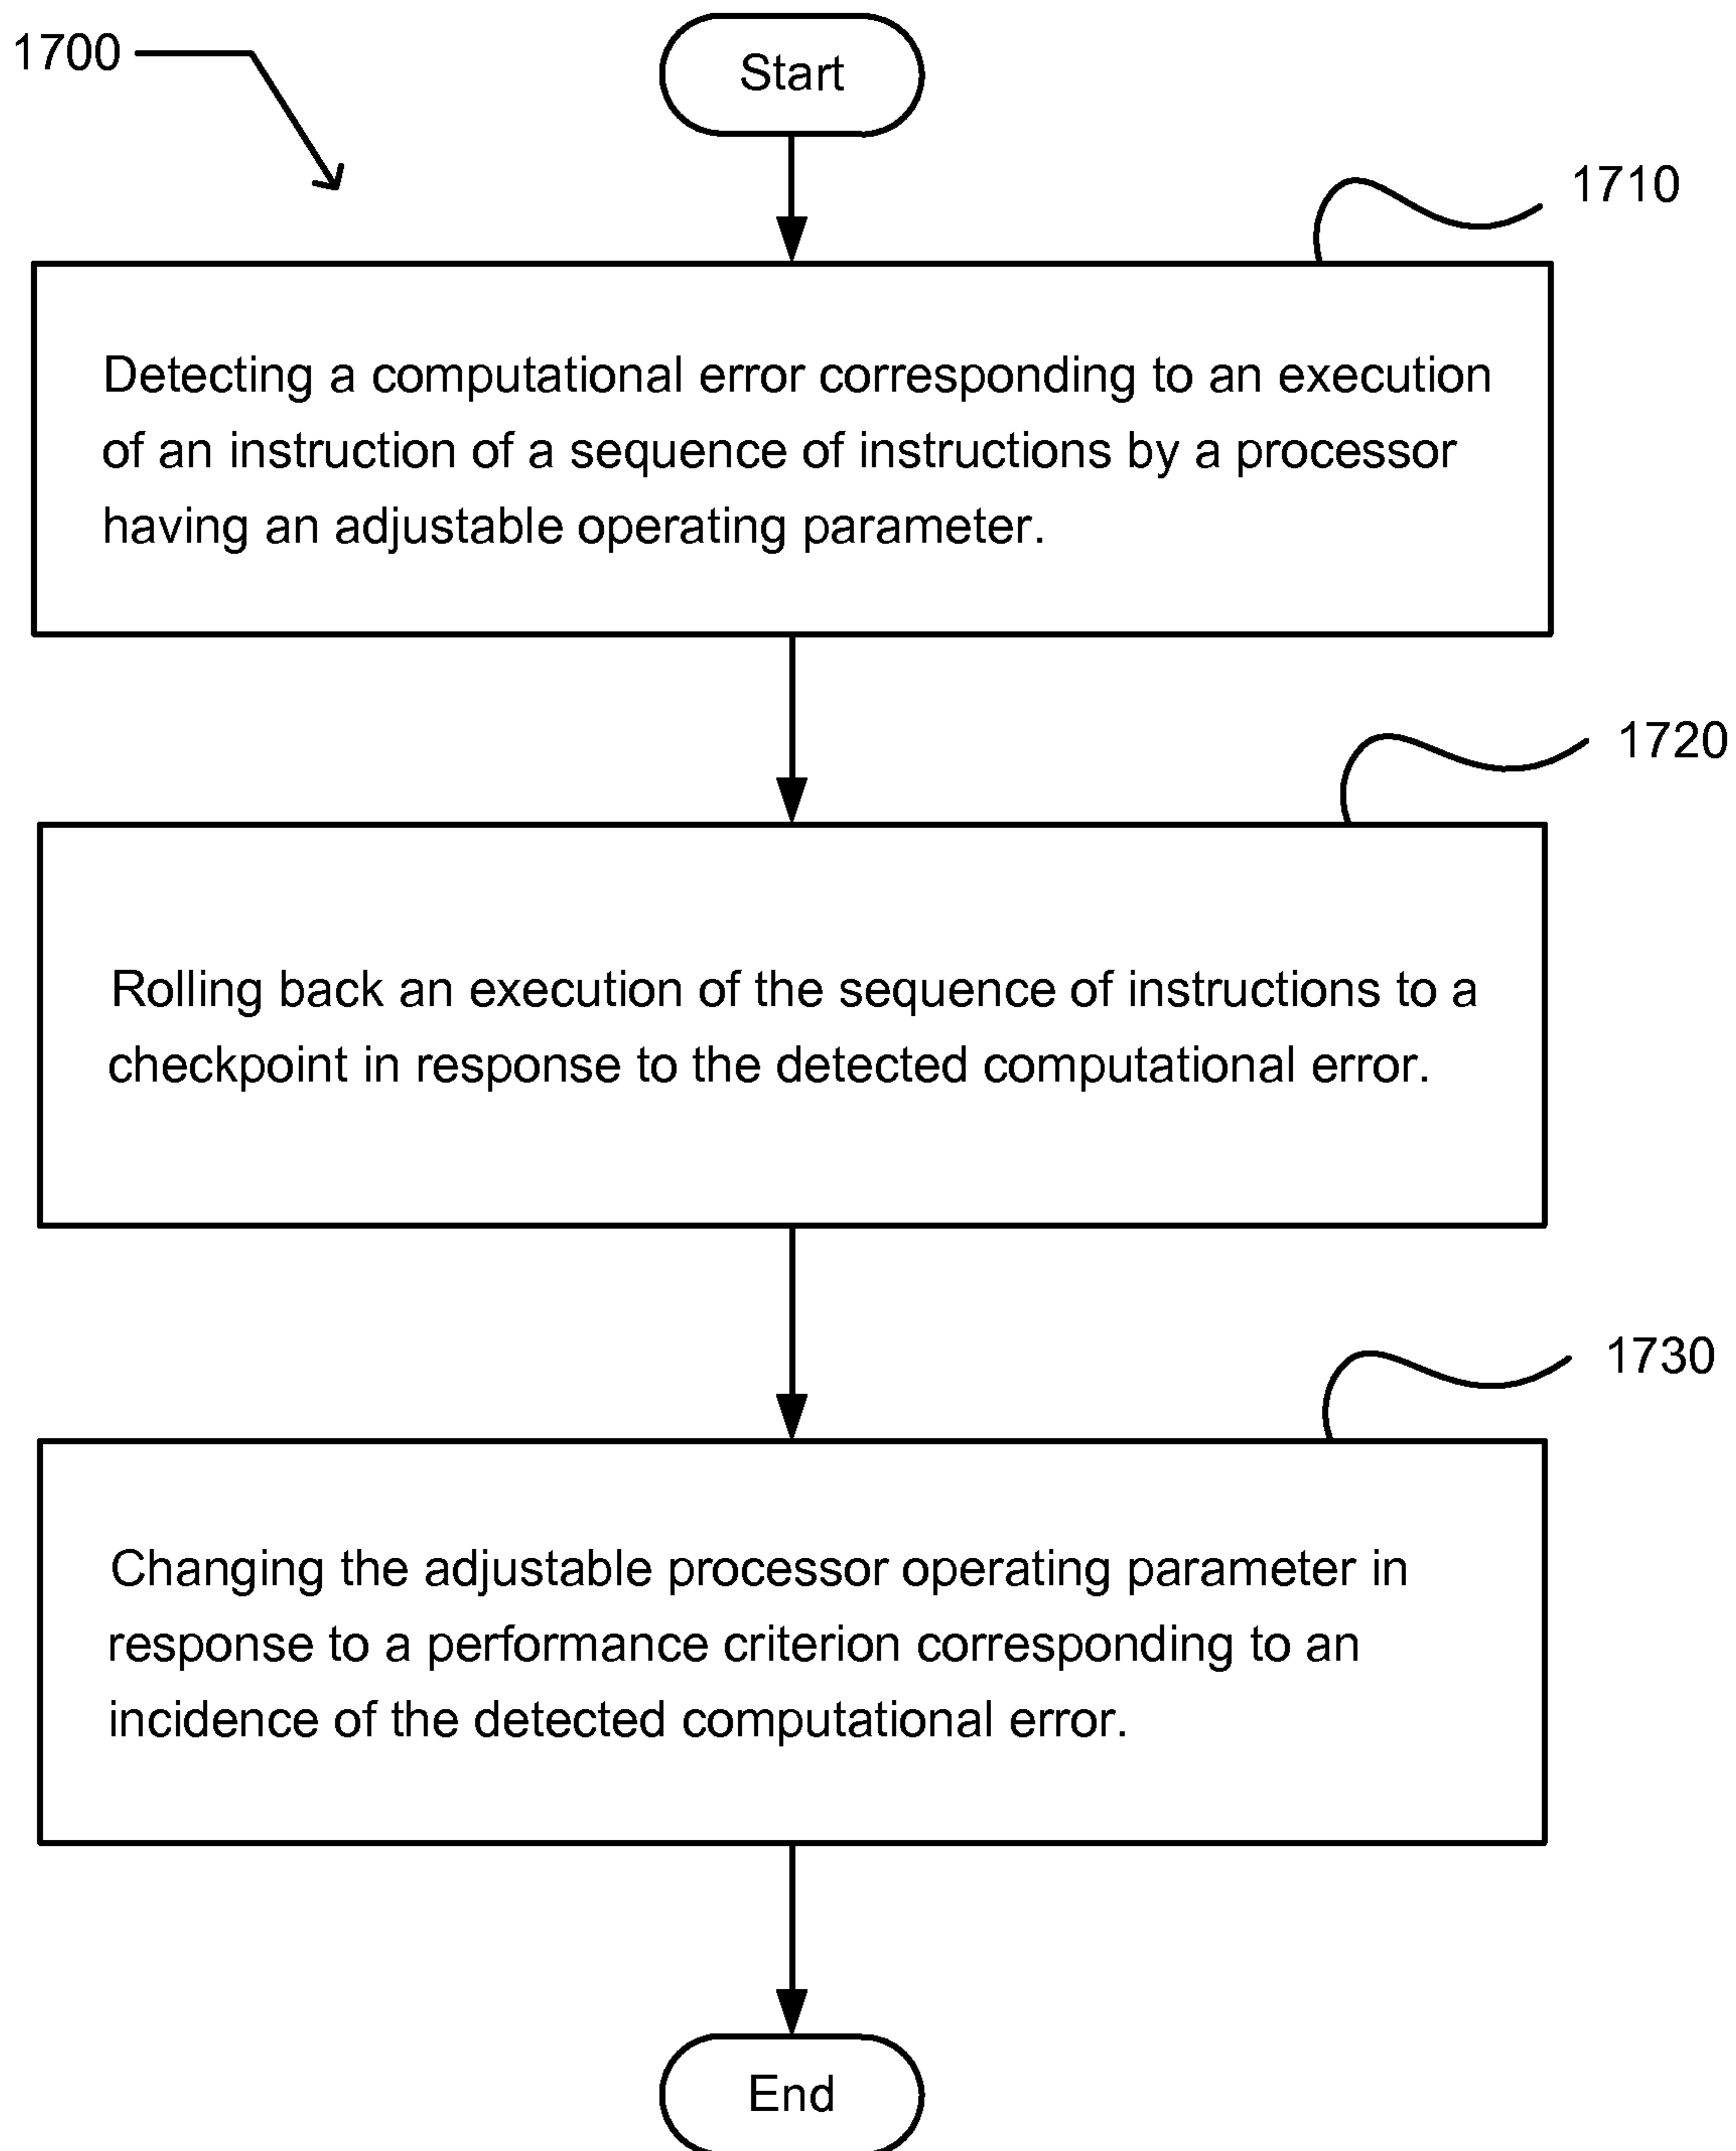 1700
Start
1710
Detecting a computational error corresponding to an execution
of an instruction of a sequence of instructions by a processor
having an adjustable operating parameter.
1720
Rolling back an execution of the sequence of instructions to a
checkpoint in response to the detected computational error.
1730
Changing the adjustable processor operating parameter in
response to a performance criterion corresponding to an
incidence of the detected computational error.
End